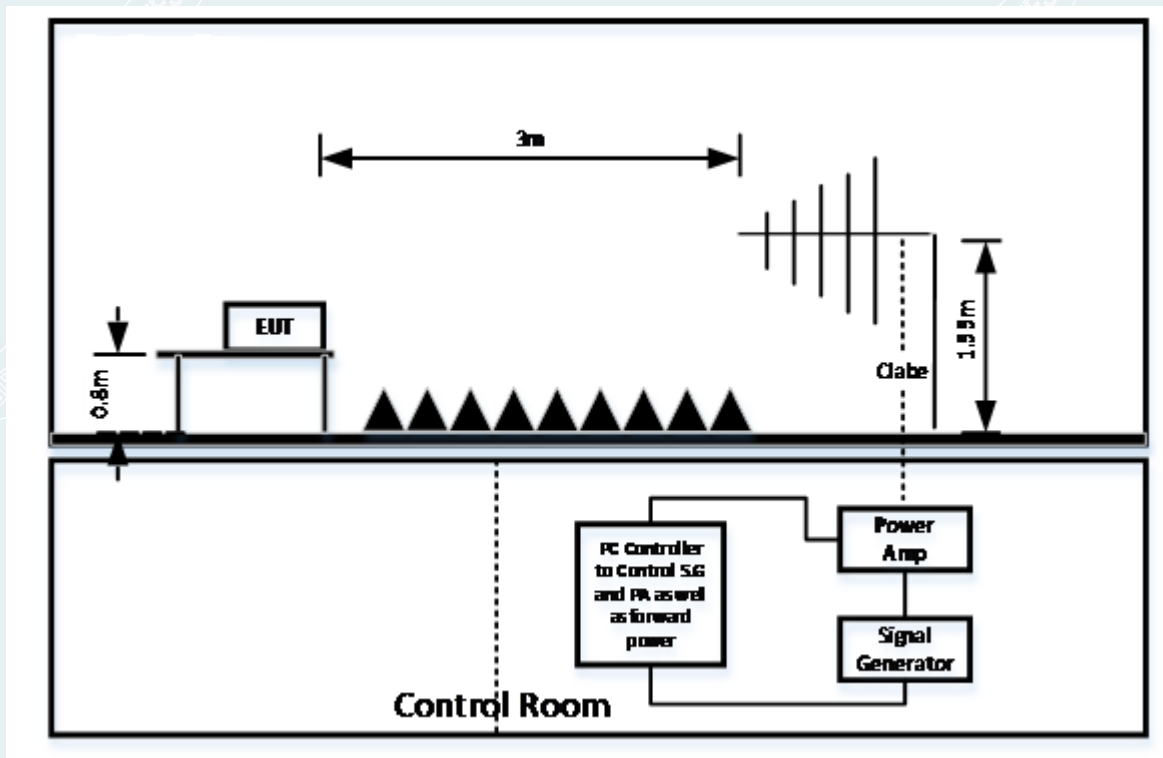 3m
EUT
0.8m
1.55m
Clabe
Power
Amp
PC Controller
to Control S.G
and PA as well
as forward
power
Signal
Generator
Control Room